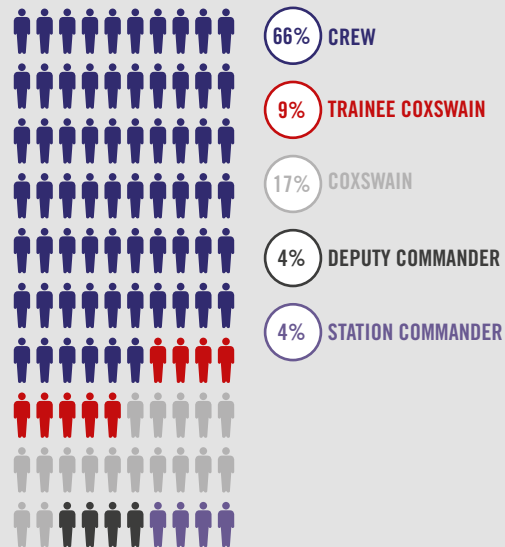 66% CREW
9% TRAINEE COXSWAIN
17% COXSWAIN
4% DEPUTY COMMANDER
4% STATION COMMANDER